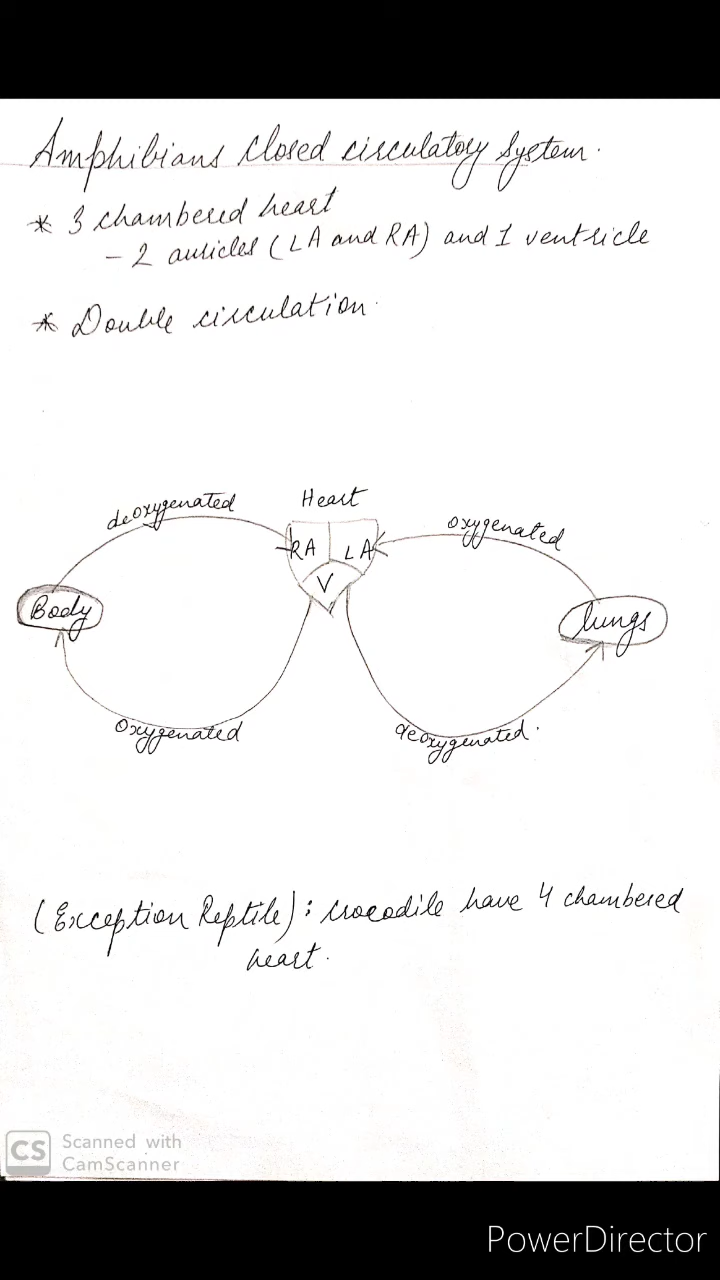 Amphibians closed circulatory system.
* 3 chambered heart
- 2 auricles (LA and RA) and 1 ventricle
* Double circulation.
Heart
deoxygenated
oxygenated
RA
LA
V
Body
lungs
oxygenated
deoxygenated.
(Exception Reptile): crocodile have 4 chambered
heart.
CS
Scanned with
CamScanner
PowerDirector